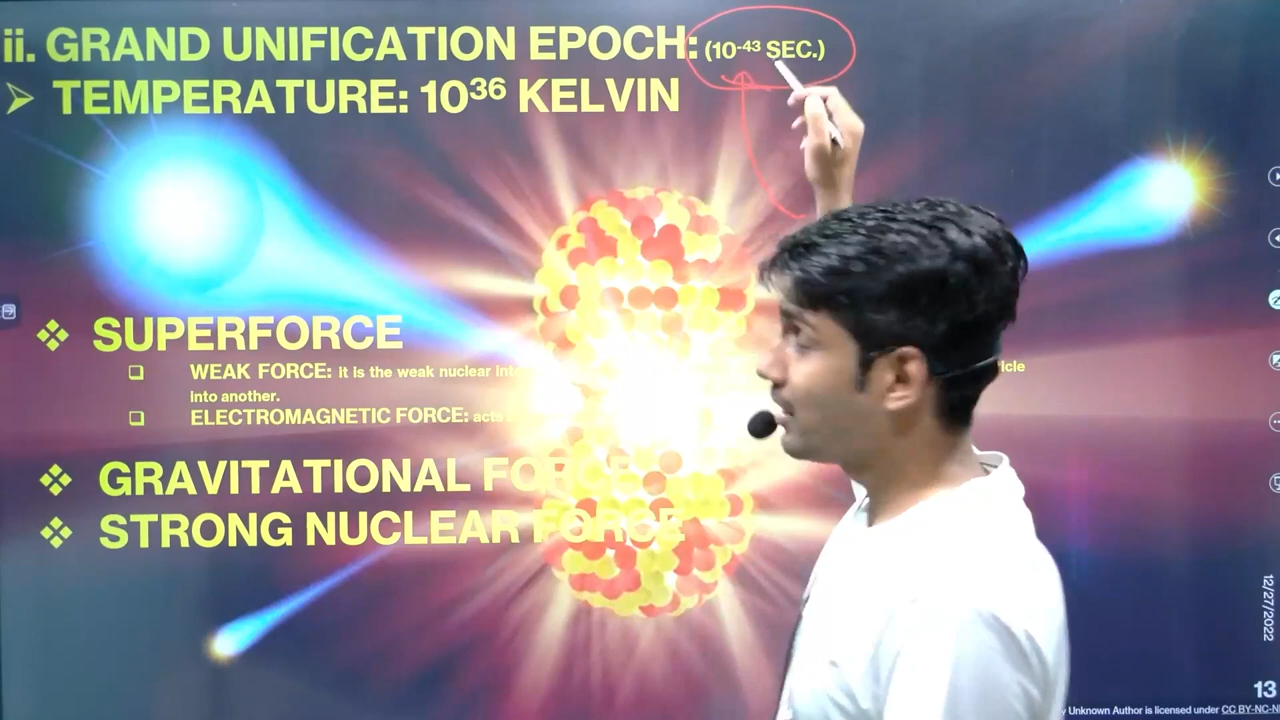 ii. GRAND UNIFICATION EPOCH: (10⁻⁴³ SEC.)
➢ TEMPERATURE: 10³⁶ KELVIN
❖ SUPERFORCE
❑ WEAK FORCE: it is the weak nuclear
into another.
❑ ELECTROMAGNETIC FORCE: acts
❖ GRAVITATIONAL FORCE
❖ STRONG NUCLEAR FORCE
12/27/2022
13
Unknown Author is licensed under CC BY-NC-N